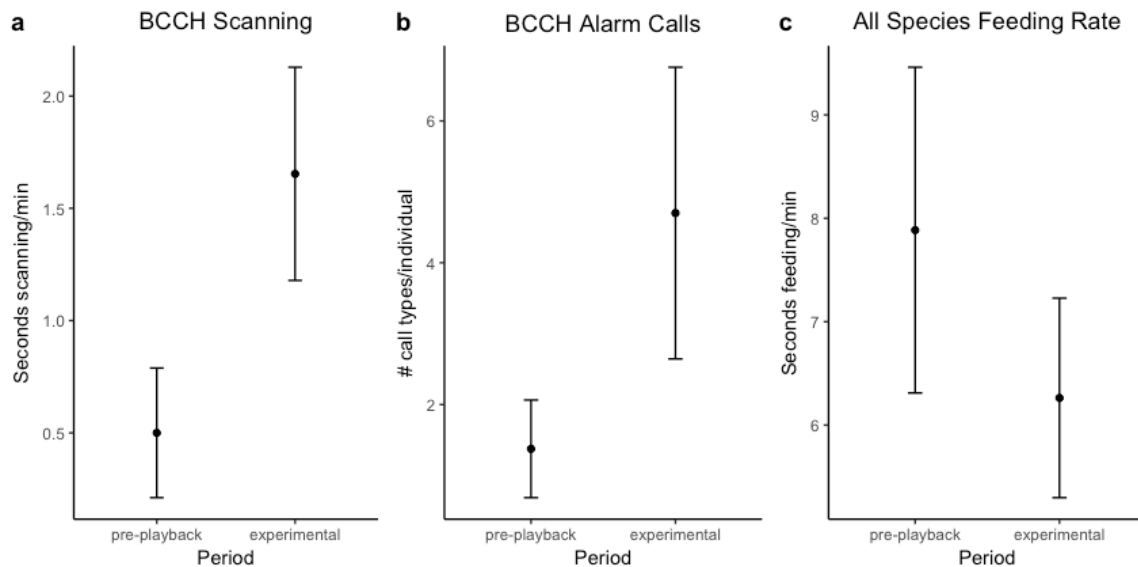 a BCCH Scanning
Seconds scanning/min
2.0
1.5
1.0
0.5
pre-playback experimental
Period
b BCCH Alarm Calls
# call types/individual
6
4
2
pre-playback experimental
Period
c All Species Feeding Rate
Seconds feeding/min
9
8
7
6
pre-playback experimental
Period